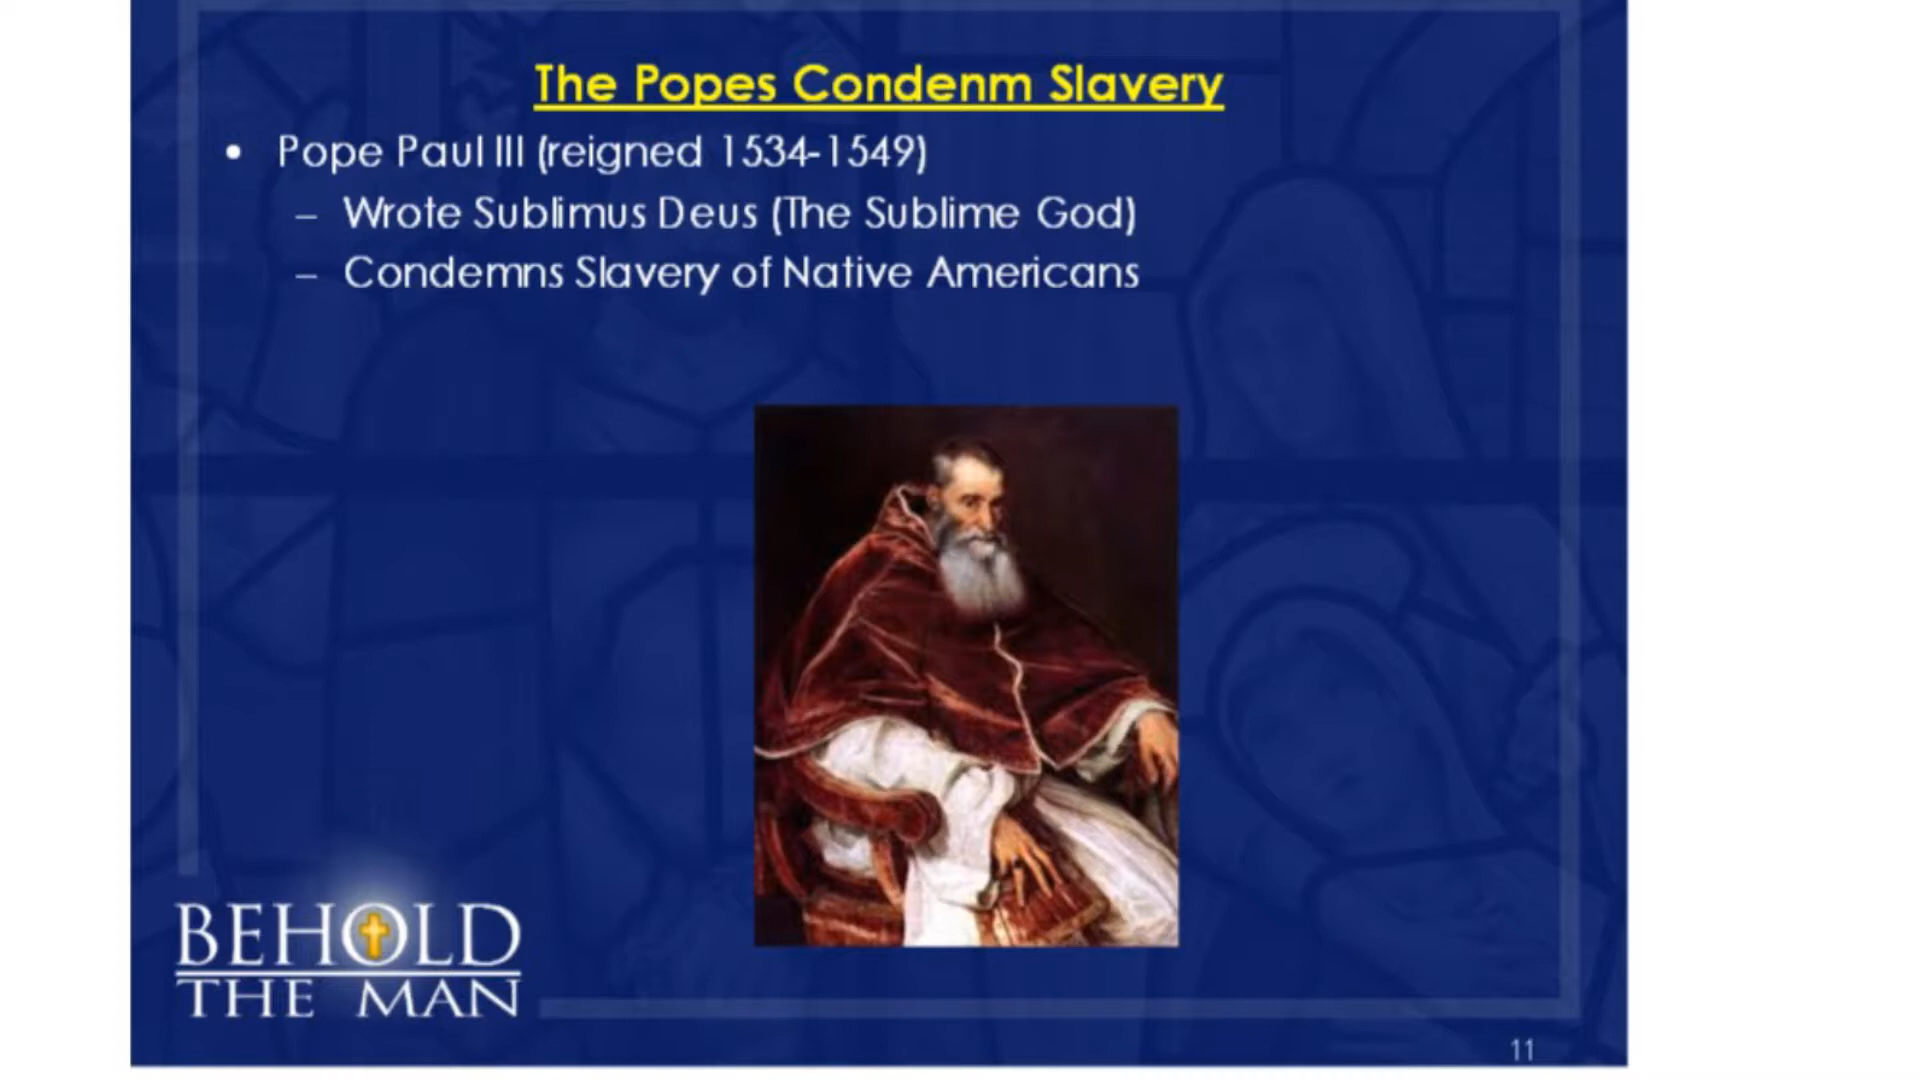 The Popes Condenm Slavery
• Pope Paul III (reigned 1534-1549)
– Wrote Sublimus Deus (The Sublime God)
– Condemns Slavery of Native Americans
BEHOLD
THE MAN
11